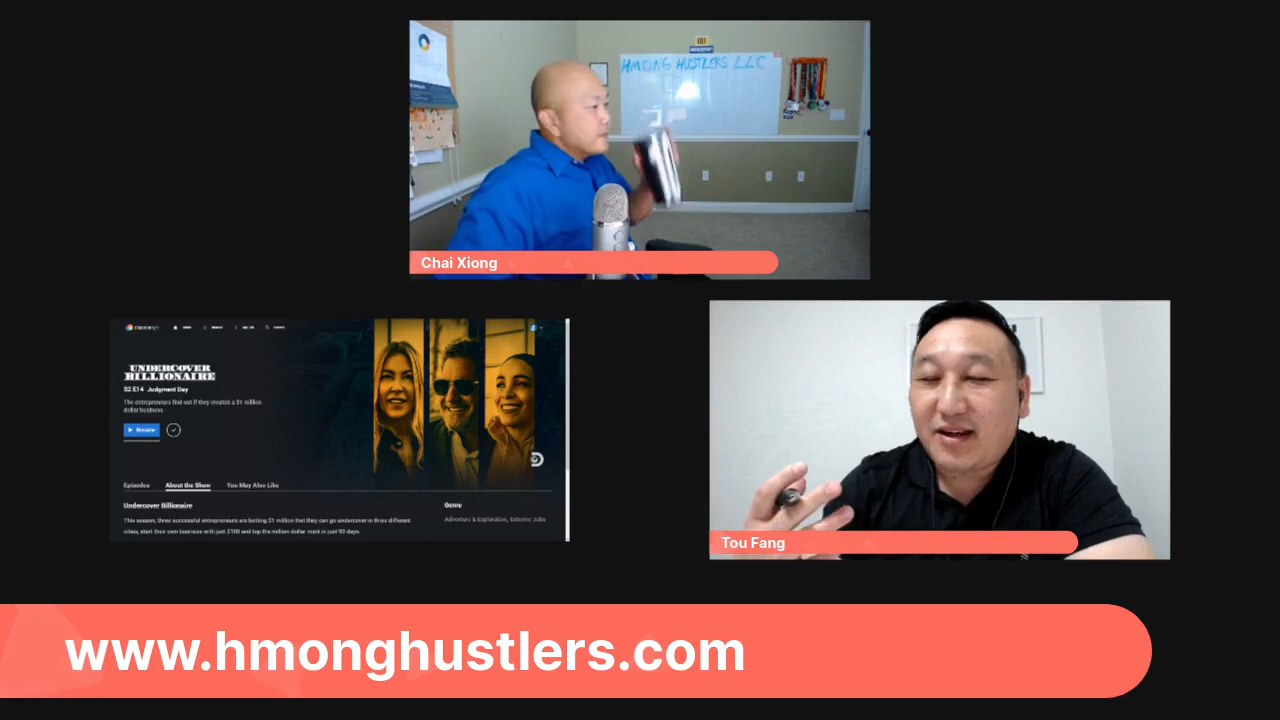 HMONG HUSTLERS LLC
Chai Xiong
discovery+
UNDERCOVER
BILLIONAIRE
S2 E14 Judgment Day
The entrepreneurs find out if they created a $1 million
dollar business.
Resume
Episodes
About the Show
You May Also Like
Undercover Billionaire
This season, three successful entrepreneurs are betting $1 million that they can go undercover in three different
cities, start their own business with just $100 and top the million-dollar mark in just 90 days.
Genre
Adventure & Exploration, Extreme Jobs
Tou Fang
www.hmonghustlers.com